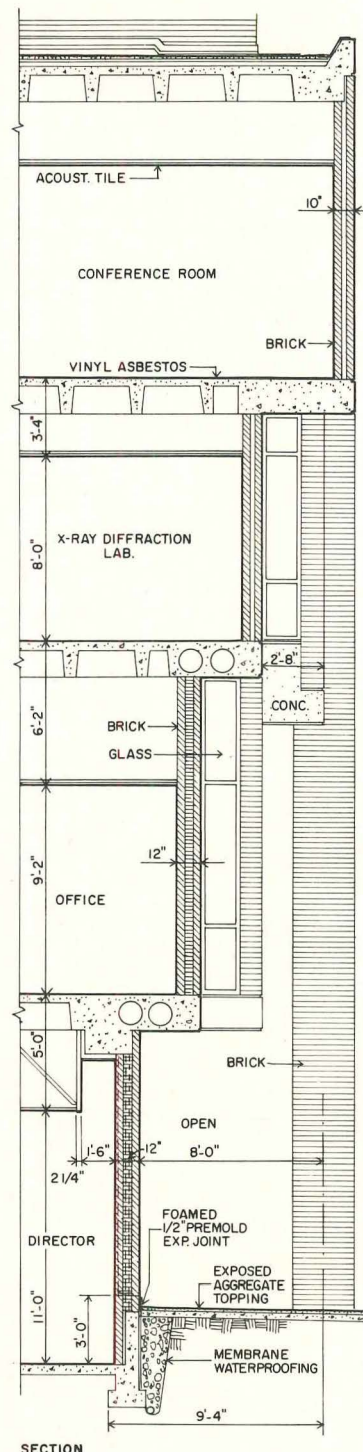 ACOUST. TILE
10"
CONFERENCE ROOM
BRICK
VINYL ASBESTOS
3'-4"
X-RAY DIFFRACTION
LAB.
8'-0"
2'-8"
6'-2"
BRICK
GLASS
CONC.
12"
9'-2"
OFFICE
5'-0"
BRICK
OPEN
1'-6"
12"
8'-0"
2 1/4"
FOAMED
1/2" PREMOLD
EXP. JOINT
DIRECTOR
EXPOSED
AGGREGATE
TOPPING
11'-0"
3'-0"
MEMBRANE
WATERPROOFING
9'-4"
SECTION